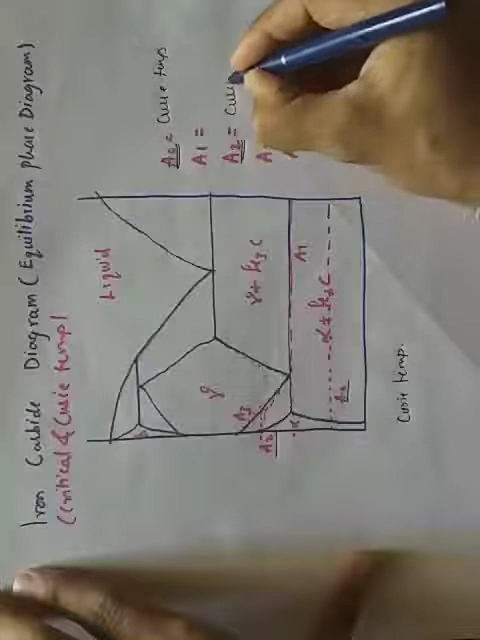 Iron Carbide Diagram (Equilibrium phase Diagram)
(Critical & Curie temp)
Liquid
γ + Fe3C
γ
δ
A3
A2
α
A1
α + Fe3C
A0
A0 = Curie temp
A1 =
A2 = Cu
A
Curie temp.